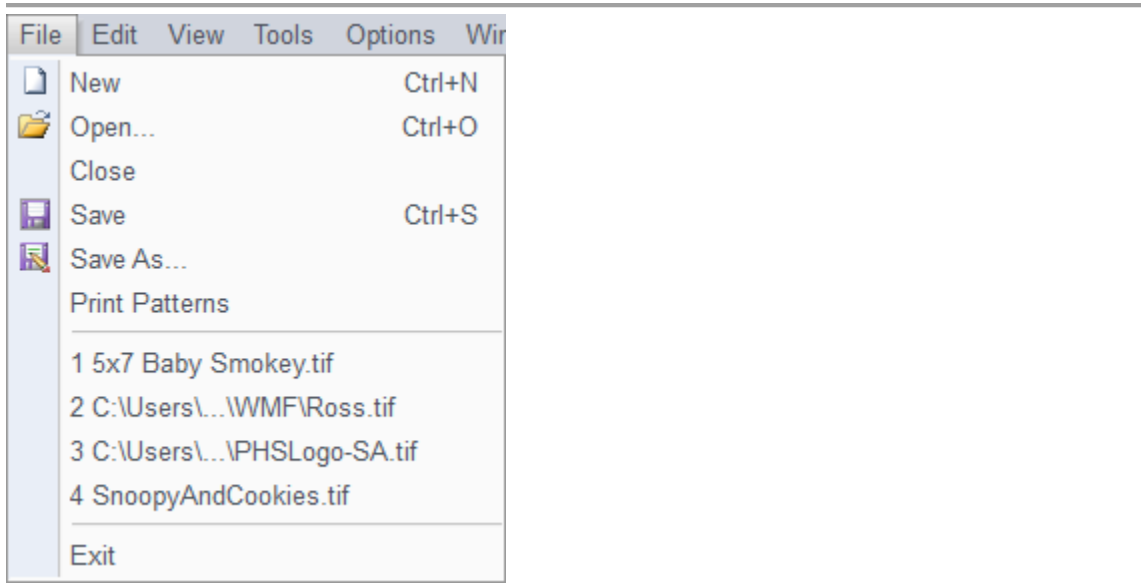 File Edit View Tools Options Wir
New Ctrl+N
Open... Ctrl+O
Close
Save Ctrl+S
Save As...
Print Patterns
1 5x7 Baby Smokey.tif
2 C:\Users\...\WMF\Ross.tif
3 C:\Users\...\PHSLogo-SA.tif
4 SnoopyAndCookies.tif
Exit